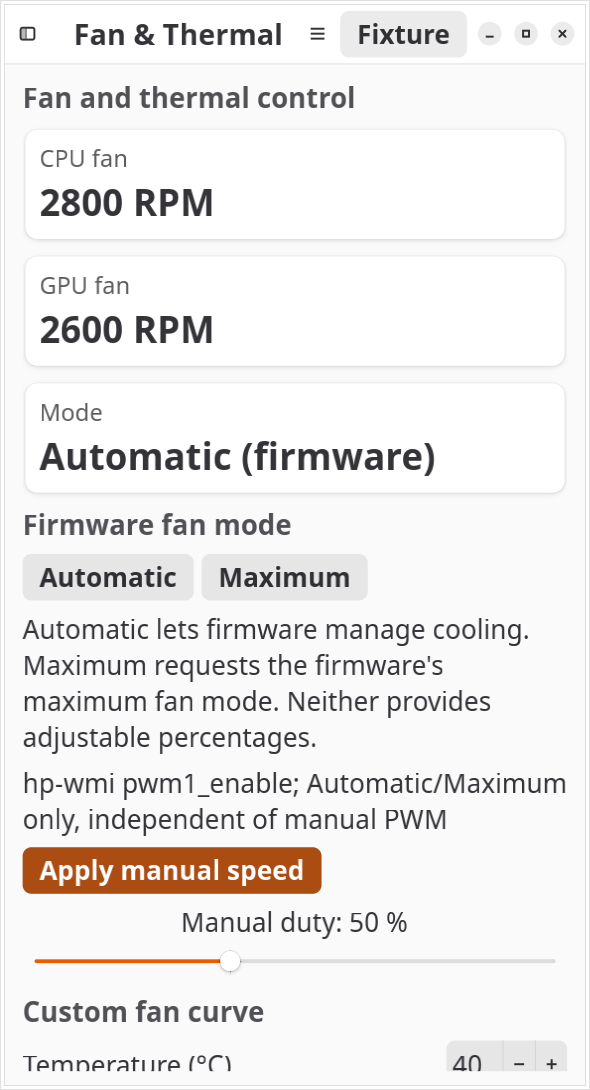 Fan & Thermal
Fixture
Fan and thermal control
CPU fan
2800 RPM
GPU fan
2600 RPM
Mode
Automatic (firmware)
Firmware fan mode
Automatic
Maximum
Automatic lets firmware manage cooling.
Maximum requests the firmware's
maximum fan mode. Neither provides
adjustable percentages.
hp-wmi pwm1_enable; Automatic/Maximum
only, independent of manual PWM
Apply manual speed
Manual duty: 50 %
Custom fan curve
Temperature (°C)
40